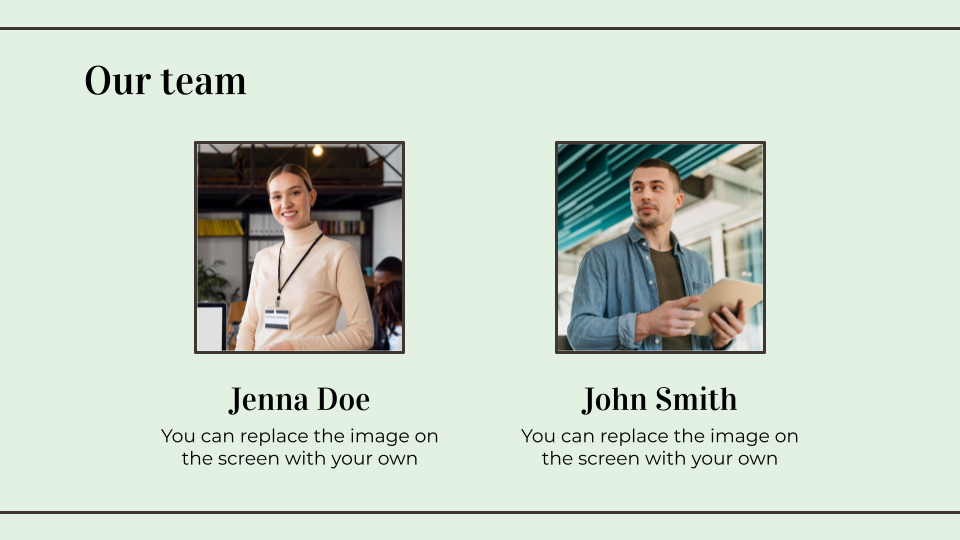 Our team
Jenna Doe
You can replace the image on
the screen with your own
John Smith
You can replace the image on
the screen with your own